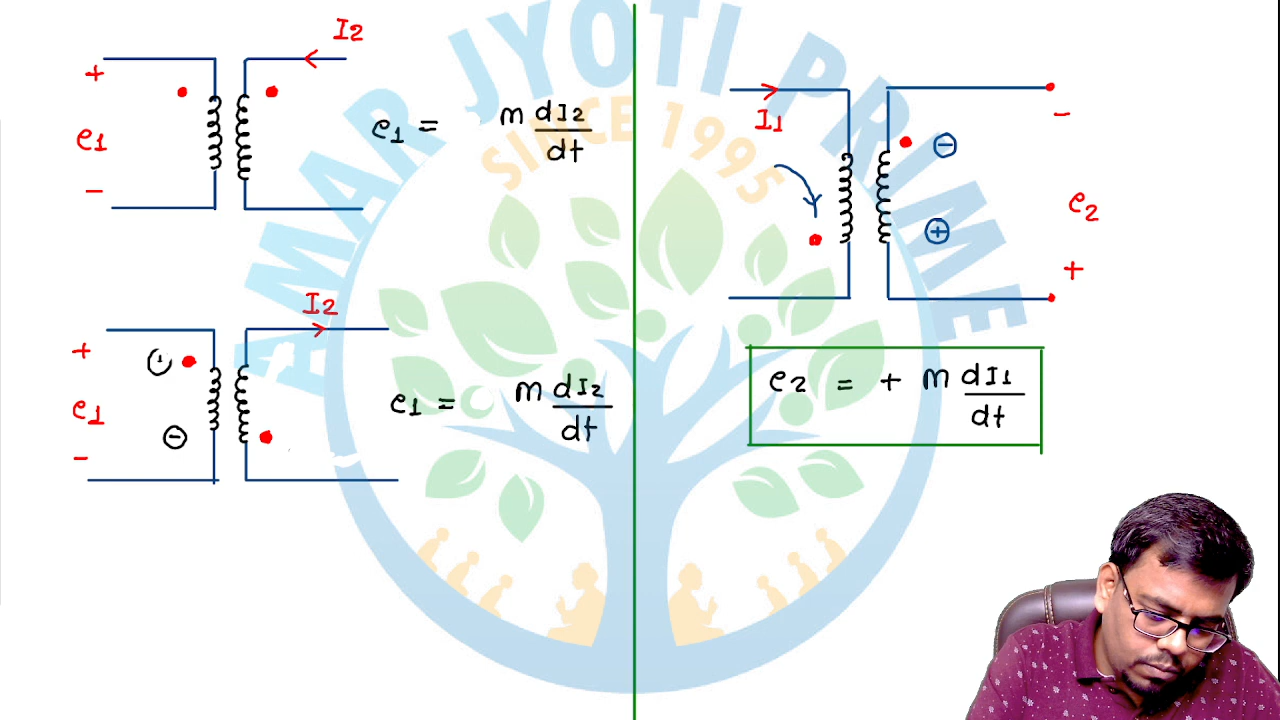 AMAR JYOTI PRIME
SINCE 1995
I2
+
e1
-
e1 = m dI2
dt
I2
+
+
e1
-
-
e1 = m dI2
dt
I1
-
-
e2
+
+
e2 = + m dI1
dt